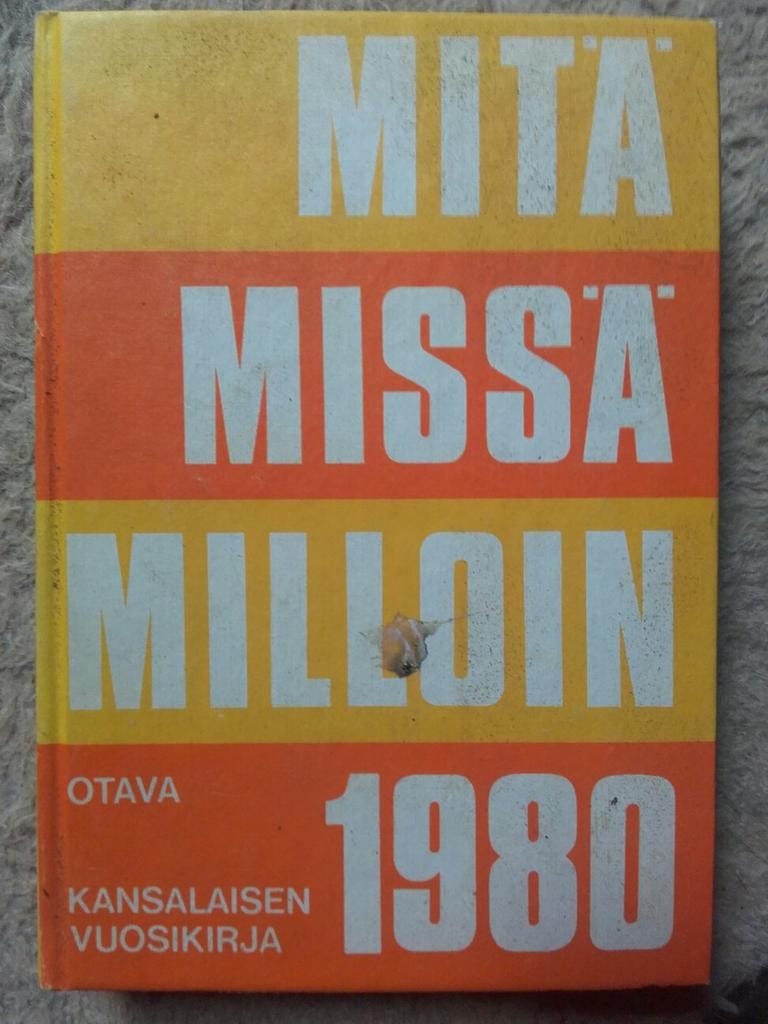 MITÄ
MISSÄ
MILLOIN
1980
OTAVA
KANSALAISEN
VUOSIKIRJA